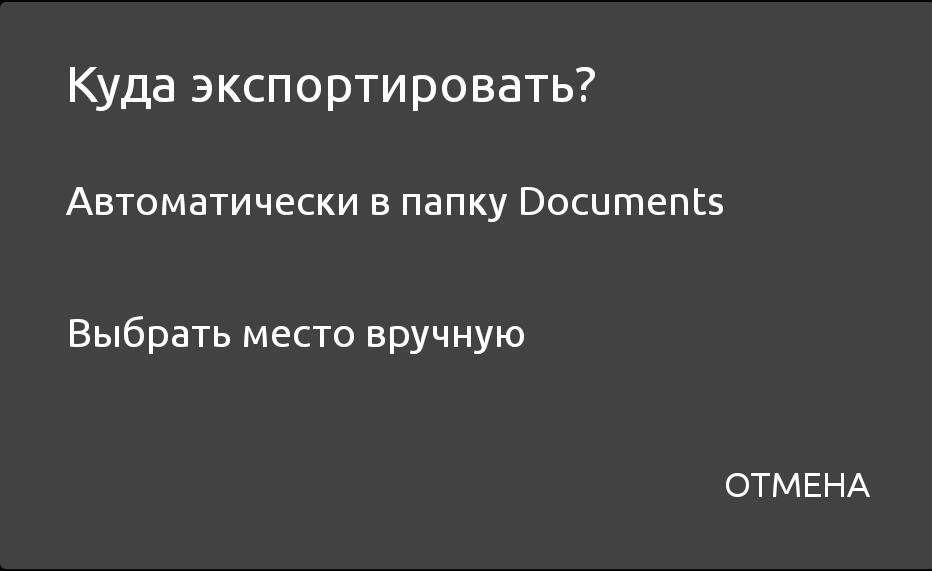 Куда экспортировать?
Автоматически в папку Documents
Выбрать место вручную
ОТМЕНА